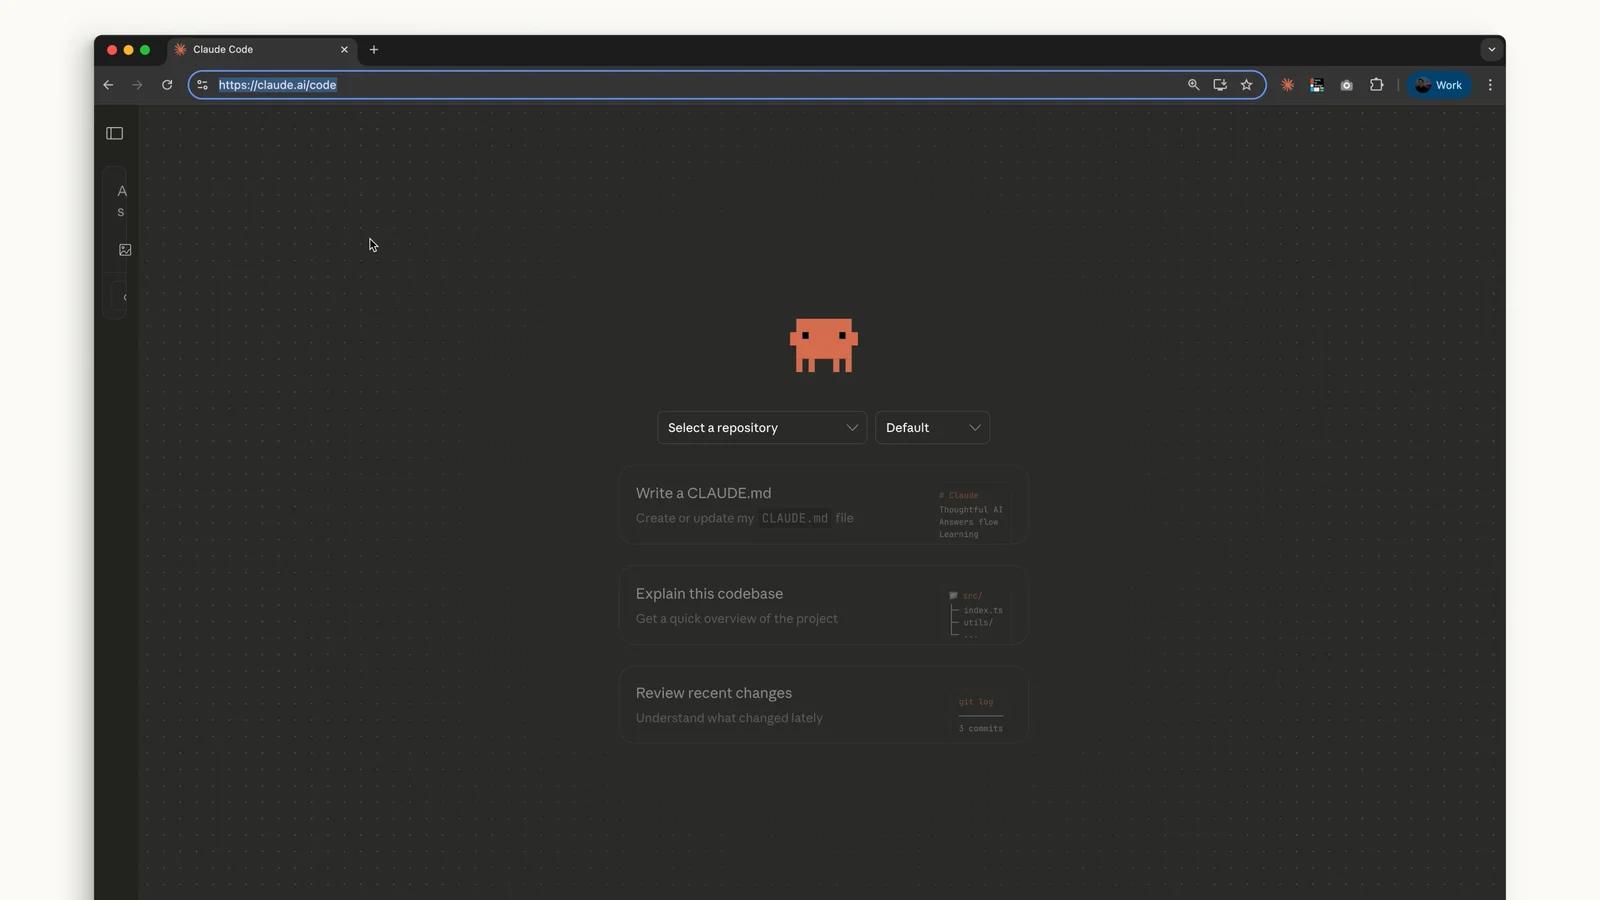 Claude Code
https://claude.ai/code
Work
A
S
Select a repository
Default
Write a CLAUDE.md
Create or update my CLAUDE.md file
# Claude
Thoughtful AI
Answers flow
Learning
Explain this codebase
Get a quick overview of the project
src/
index.ts
utils/
...
Review recent changes
Understand what changed lately
git log
3 commits